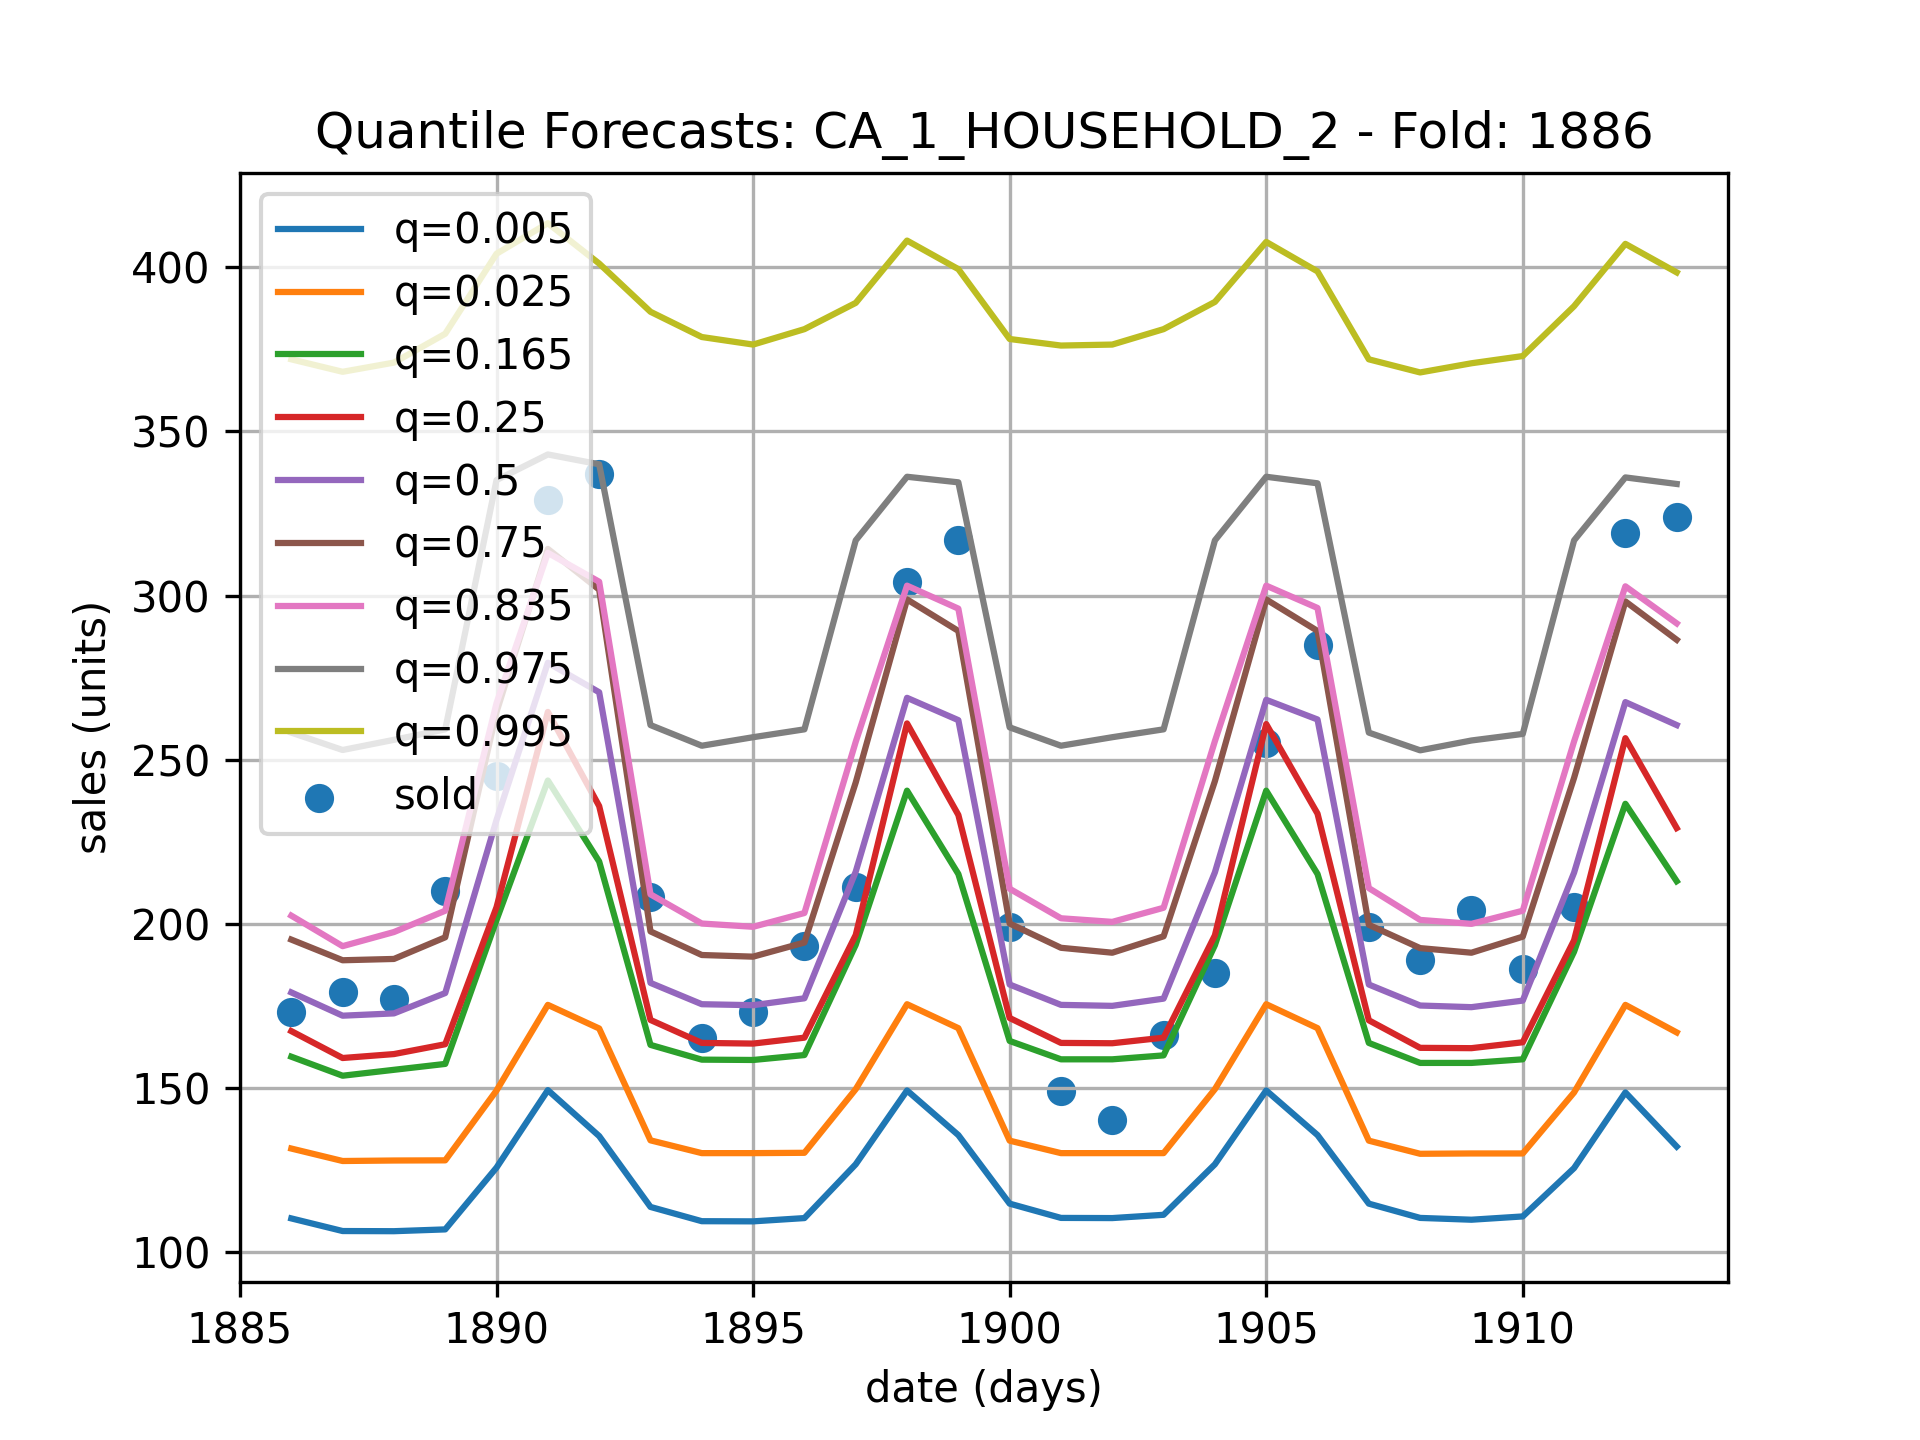 Quantile Forecasts: CA_1_HOUSEHOLD_2 - Fold: 1886
q=0.005
q=0.025
q=0.165
q=0.25
q=0.5
q=0.75
q=0.835
q=0.975
q=0.995
sold
400
350
300
250
200
150
100
sales (units)
1885 1890 1895 1900 1905 1910
date (days)